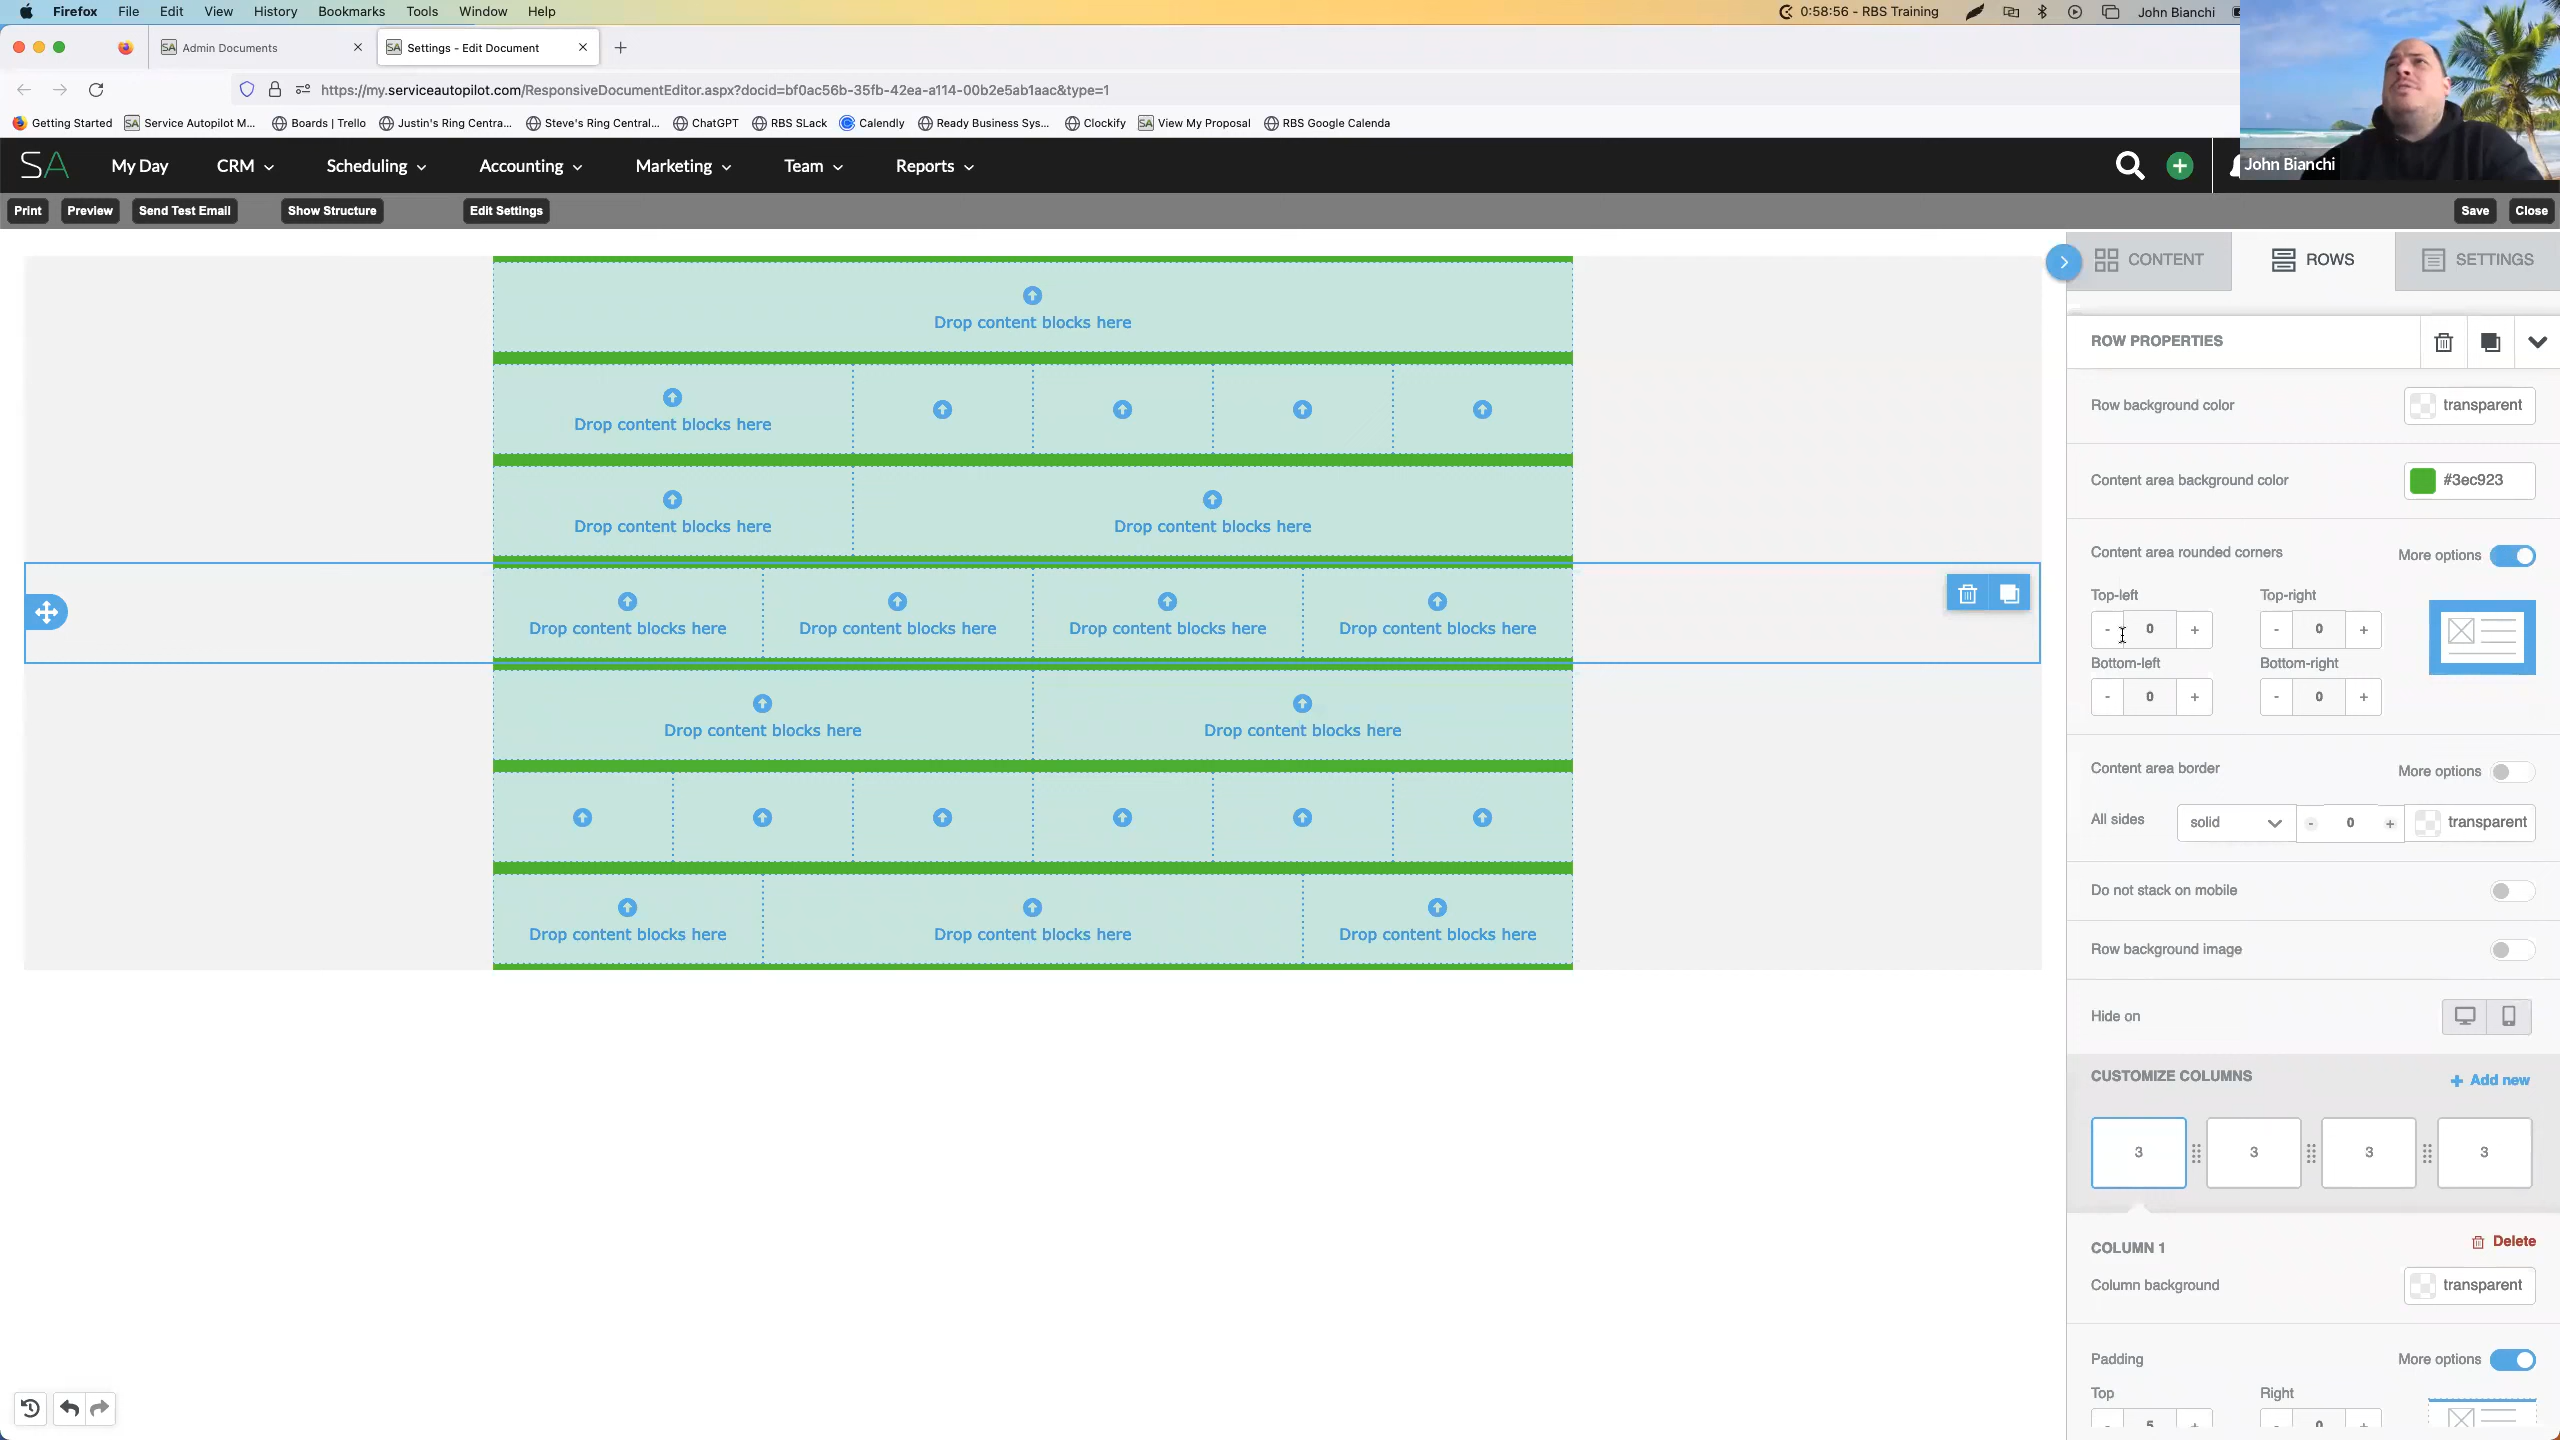 Firefox File Edit View History Bookmarks Tools Window Help 0:58:56 - RBS Training John Bianchi
SA Admin Documents SA Settings - Edit Document
https://my.serviceautopilot.com/ResponsiveDocumentEditor.aspx?docid=bf0ac56b-35fb-42ea-a114-00b2e5ab1aac&type=1
Getting Started SA Service Autopilot M... Boards | Trello Justin's Ring Centra... Steve's Ring Central... ChatGPT RBS SLack Calendly Ready Business Sys... Clockify SA View My Proposal RBS Google Calenda
SA My Day CRM Scheduling Accounting Marketing Team Reports
John Bianchi
Print Preview Send Test Email Show Structure Edit Settings Save Close
CONTENT ROWS SETTINGS
Drop content blocks here
Drop content blocks here
Drop content blocks here Drop content blocks here
Drop content blocks here Drop content blocks here Drop content blocks here Drop content blocks here
Drop content blocks here Drop content blocks here
Drop content blocks here Drop content blocks here Drop content blocks here
ROW PROPERTIES
Row background color transparent
Content area background color #3ec923
Content area rounded corners More options
Top-left Top-right
- 0 + - 0 +
Bottom-left Bottom-right
- 0 + - 0 +
Content area border More options
All sides solid - 0 + transparent
Do not stack on mobile
Row background image
Hide on
CUSTOMIZE COLUMNS + Add new
3 3 3 3
COLUMN 1 Delete
Column background transparent
Padding More options
Top Right
- 5 + - 0 +